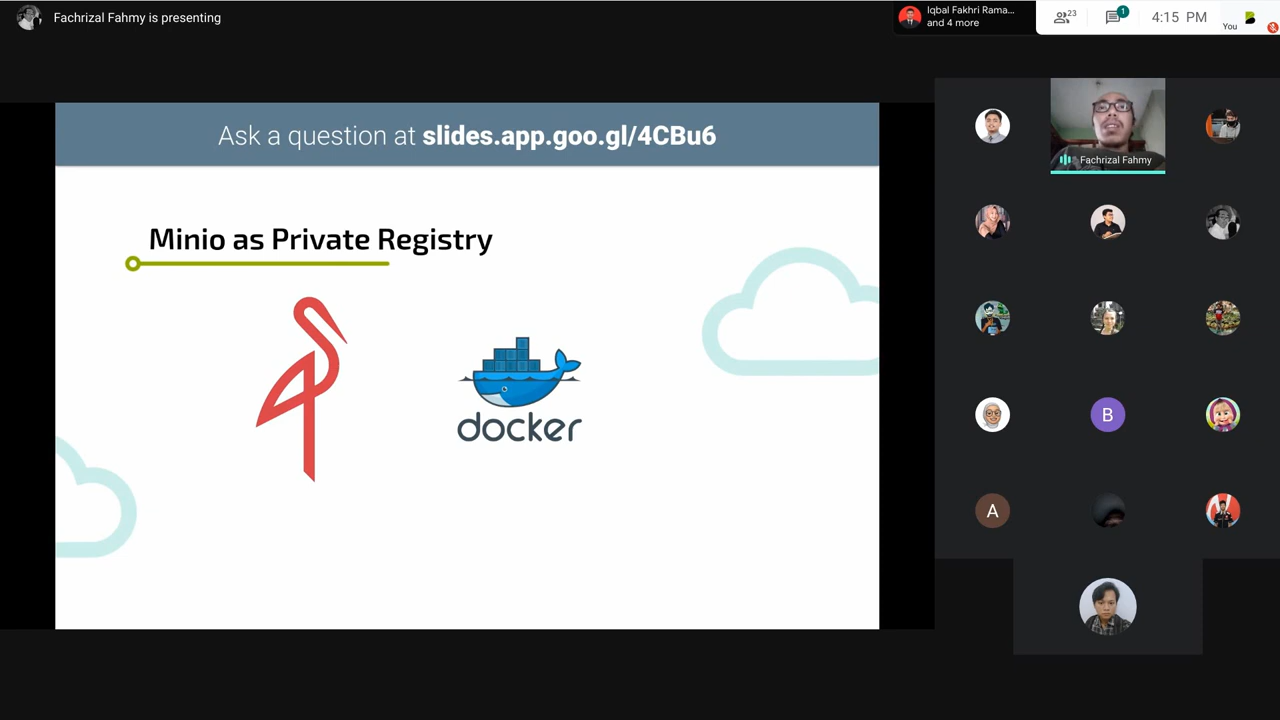 Fachrizal Fahmy is presenting
Iqbal Fakhri Rama...
and 4 more
23
1
4:15 PM
You
Ask a question at slides.app.goo.gl/4CBu6
Minio as Private Registry
docker
Fachrizal Fahmy
B
A